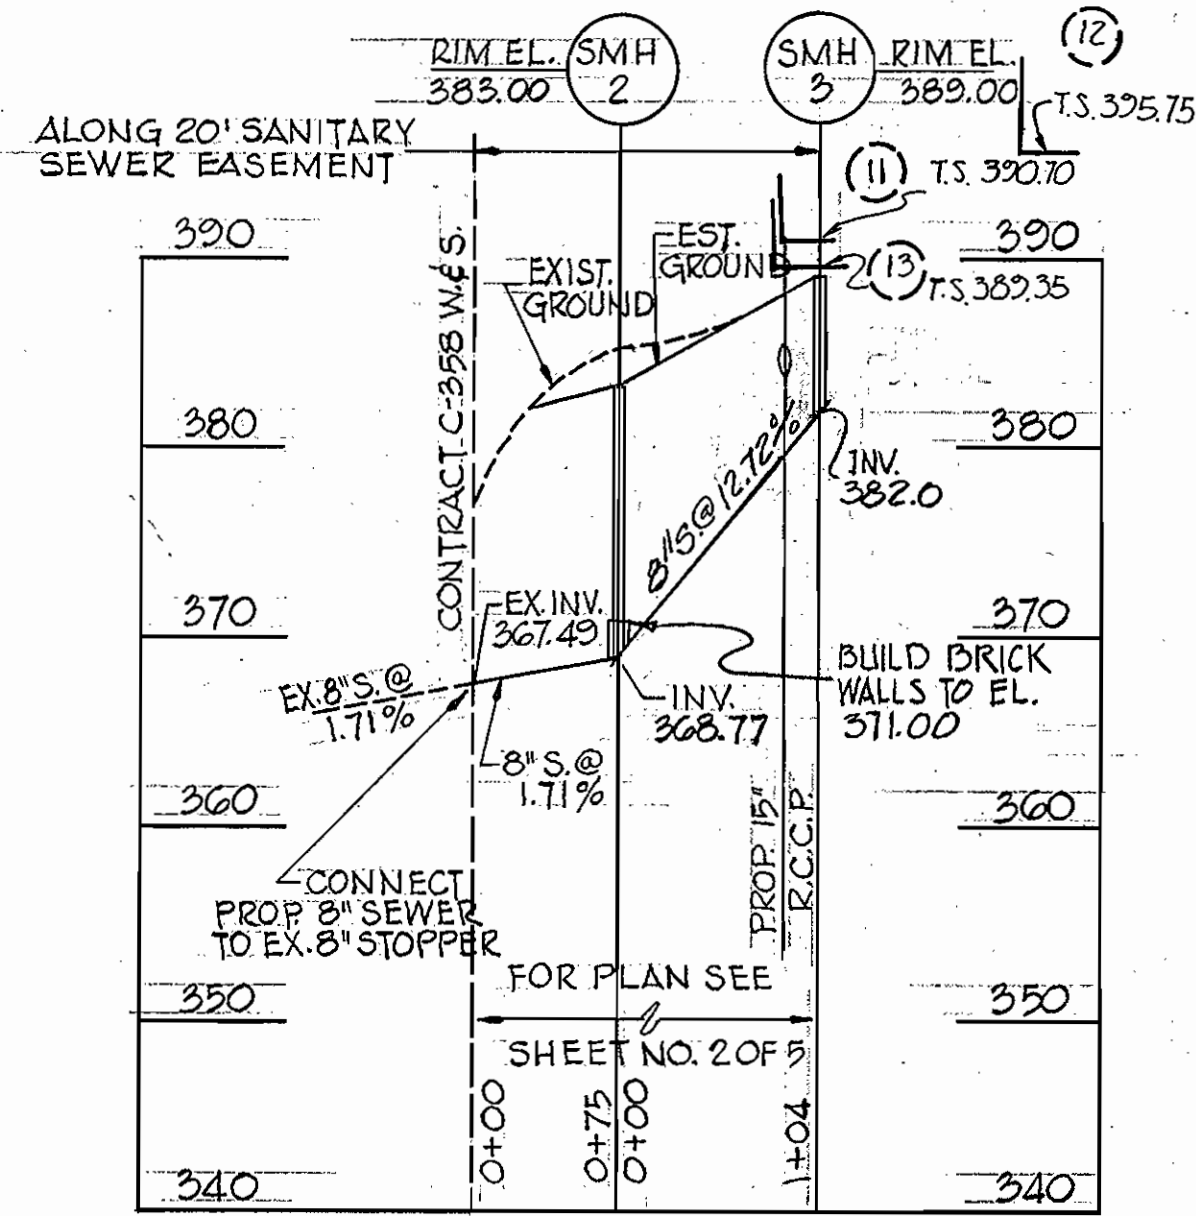 RIM EL.
383.00
SMH
2
SMH
3
RIM EL.
389.00
12
T.S. 395.75
ALONG 20' SANITARY
SEWER EASEMENT
11
T.S. 390.70
390
390
EST.
GROUND
EXIST.
GROUND
13
T.S. 389.35
CONTRACT C-358 W.&S.
380
380
8"S.@ 12.72%
INV.
382.0
370
370
EX. INV.
367.49
BUILD BRICK
WALLS TO EL.
371.00
EX. 8" S. @
1.71%
INV.
368.77
8" S. @
1.71%
360
360
PROP. 15"
R.C.C.P.
CONNECT
PROP. 8" SEWER
TO EX. 8" STOPPER
FOR PLAN SEE
350
350
SHEET NO. 2 OF 5
0+00
0+75
0+00
1+04
340
340